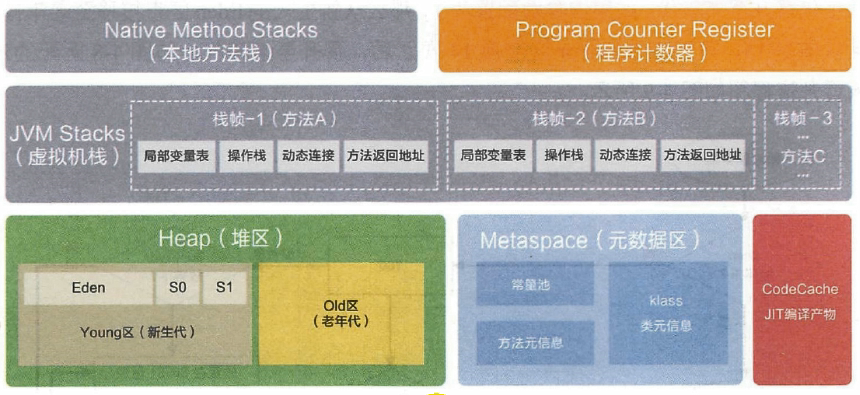 Native Method Stacks
（本地方法栈）
Program Counter Register
（程序计数器）
JVM Stacks
（虚拟机栈）
栈帧-1（方法A）
局部变量表
操作栈
动态连接
方法返回地址
栈帧-2（方法B）
局部变量表
操作栈
动态连接
方法返回地址
栈帧-3
...
方法C
...
Heap（堆区）
Eden
S0
S1
Young区（新生代）
Old区
（老年代）
Metaspace（元数据区）
常量池
方法元信息
klass
类元信息
CodeCache
JIT编译产物